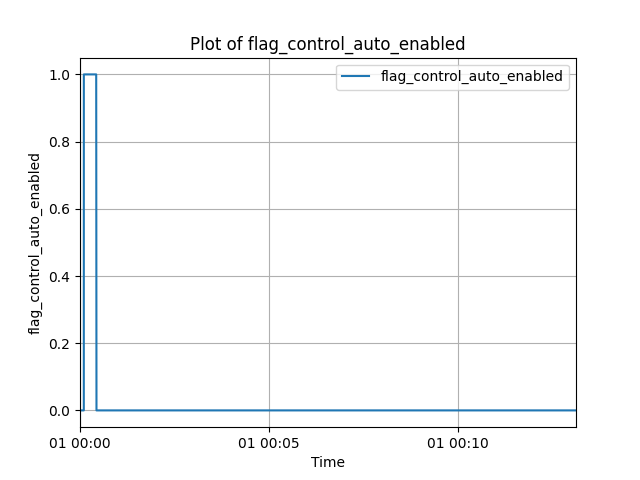 Plot of flag_control_auto_enabled
flag_control_auto_enabled
1.0
0.8
0.6
0.4
0.2
0.0
flag_control_auto_enabled
01 00:00
01 00:05
01 00:10
Time